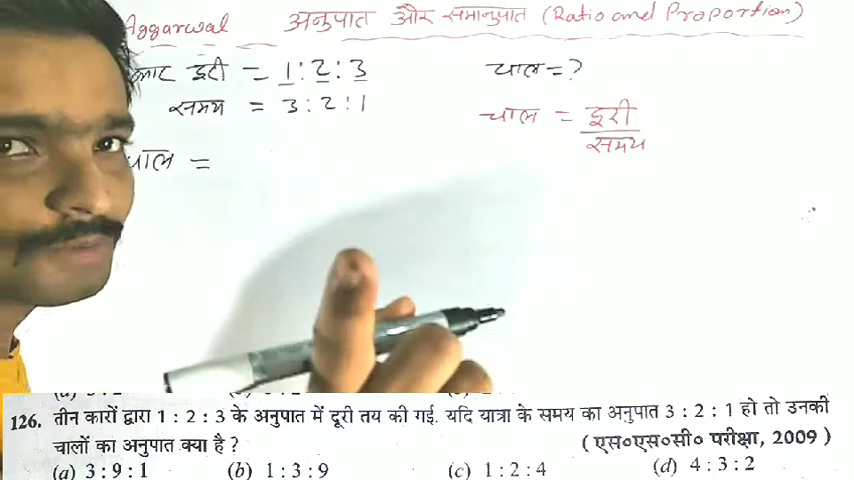 Aggarwal अनुपात और समानुपात (Ratio and Proportion)
दूरी = 1 : 2 : 3 चाल = ?
समय = 3 : 2 : 1 चाल = दूरी
समय
चाल =
126. तीन कारों द्वारा 1 : 2 : 3 के अनुपात में दूरी तय की गई. यदि यात्रा के समय का अनुपात 3 : 2 : 1 हो तो उनकी
चालों का अनुपात क्या है ? ( एस०एस०सी० परीक्षा, 2009 )
(a) 3 : 9 : 1 (b) 1 : 3 : 9 (c) 1 : 2 : 4 (d) 4 : 3 : 2